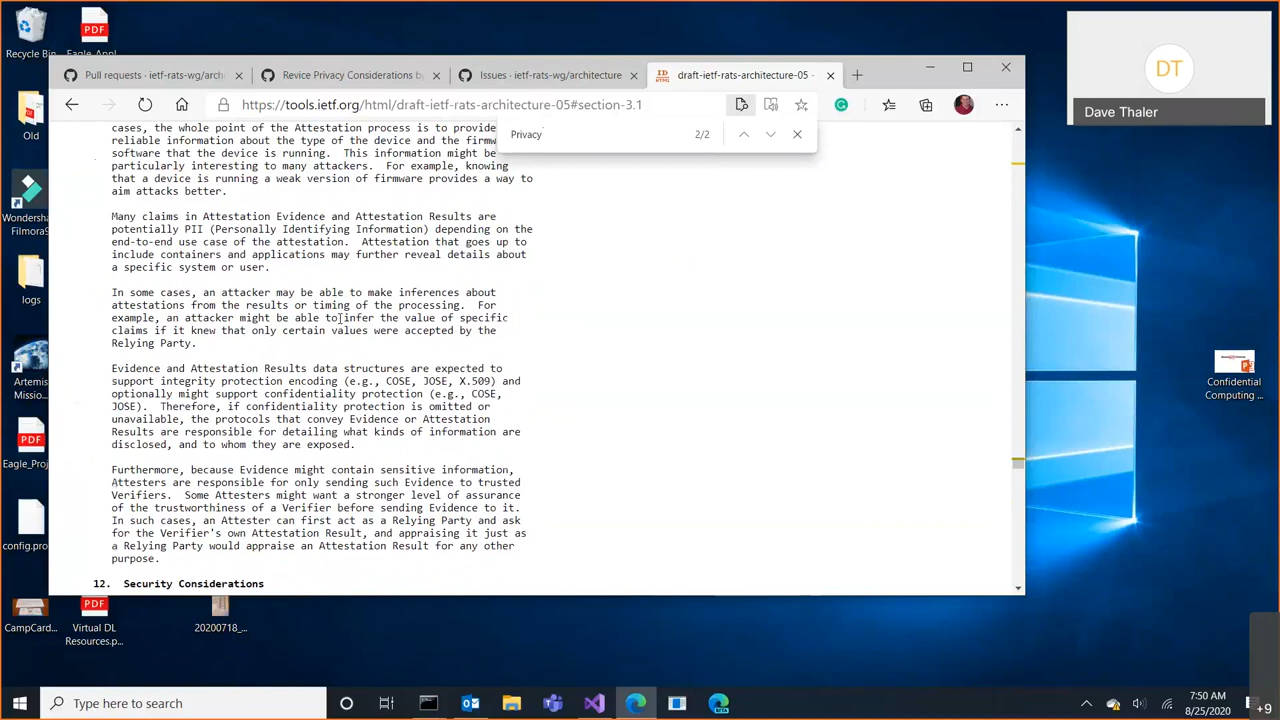 Recycle Bin
Eagle_Appl...
Old
Wondersha...
Filmora9
logs
Artemis
Missio...
Eagle_Proj...
config.pro...
CampCard...
Virtual DL
Resources.p...
20200718_...
Confidential
Computing ...
DT
Dave Thaler
Pull requests · ietf-rats-wg/arch
Revice Privacy Considerations by
Issues · ietf-rats-wg/architecture
draft-ietf-rats-architecture-05 -
https://tools.ietf.org/html/draft-ietf-rats-architecture-05#section-3.1
Privacy
2/2
cases, the whole point of the Attestation process is to provide
reliable information about the type of the device and the firmw
software that the device is running. This information might be
particularly interesting to many attackers. For example, knowing
that a device is running a weak version of firmware provides a way to
aim attacks better.
Many claims in Attestation Evidence and Attestation Results are
potentially PII (Personally Identifying Information) depending on the
end-to-end use case of the attestation. Attestation that goes up to
include containers and applications may further reveal details about
a specific system or user.
In some cases, an attacker may be able to make inferences about
attestations from the results or timing of the processing. For
example, an attacker might be able to infer the value of specific
claims if it knew that only certain values were accepted by the
Relying Party.
Evidence and Attestation Results data structures are expected to
support integrity protection encoding (e.g., COSE, JOSE, X.509) and
optionally might support confidentiality protection (e.g., COSE,
JOSE). Therefore, if confidentiality protection is omitted or
unavailable, the protocols that convey Evidence or Attestation
Results are responsible for detailing what kinds of information are
disclosed, and to whom they are exposed.
Furthermore, because Evidence might contain sensitive information,
Attesters are responsible for only sending such Evidence to trusted
Verifiers. Some Attesters might want a stronger level of assurance
of the trustworthiness of a Verifier before sending Evidence to it.
In such cases, an Attester can first act as a Relying Party and ask
for the Verifier's own Attestation Result, and appraising it just as
a Relying Party would appraise an Attestation Result for any other
purpose.
12. Security Considerations
Type here to search
7:50 AM
8/25/2020
+9